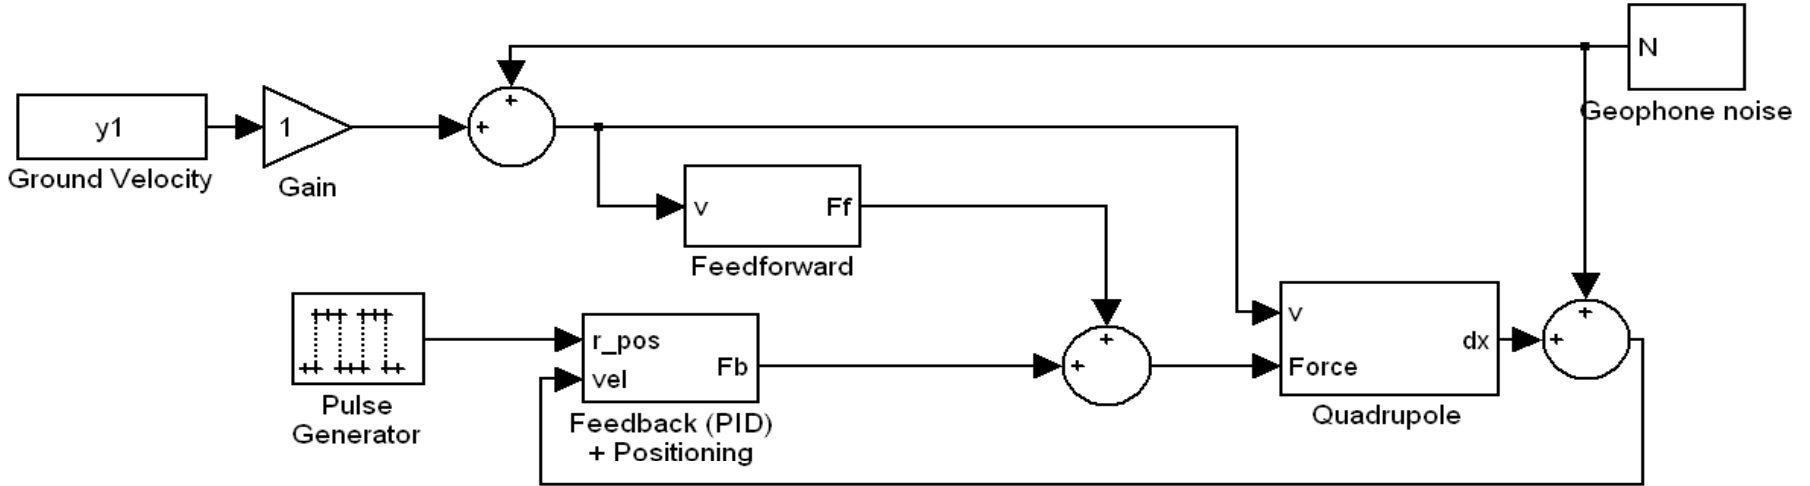 N
Geophone noise
+
y1
1
+
Ground Velocity
Gain
v
Ff
Feedforward
+
v
dx
+
r_pos
vel
Fb
+
+
Force
+
Quadrupole
Pulse
Generator
Feedback (PID)
+ Positioning